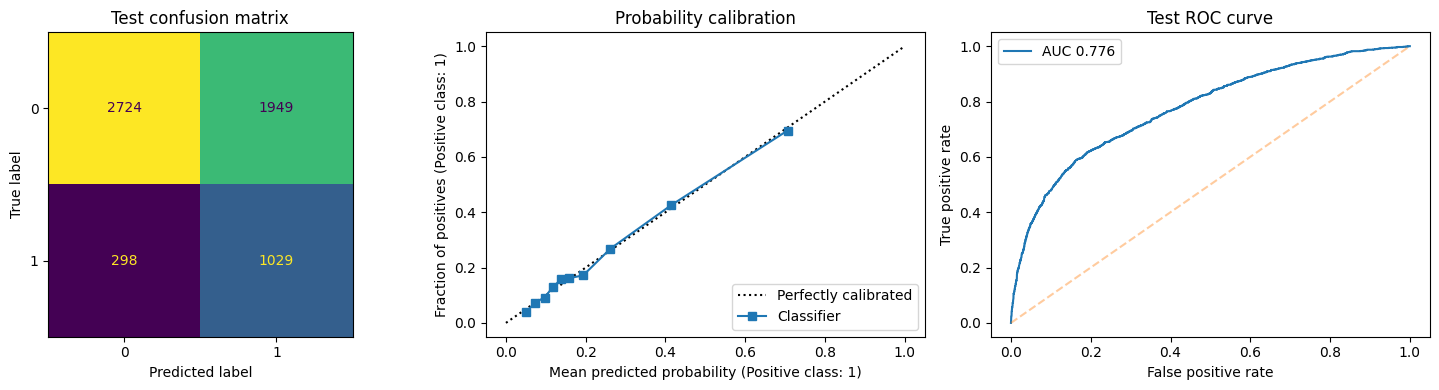 Test confusion matrix
True label
0
1
2724
1949
298
1029
0
1
Predicted label
Probability calibration
Fraction of positives (Positive class: 1)
1.0
0.8
0.6
0.4
0.2
0.0
Perfectly calibrated
Classifier
0.0 0.2 0.4 0.6 0.8 1.0
Mean predicted probability (Positive class: 1)
Test ROC curve
AUC 0.776
True positive rate
1.0
0.8
0.6
0.4
0.2
0.0
0.0 0.2 0.4 0.6 0.8 1.0
False positive rate